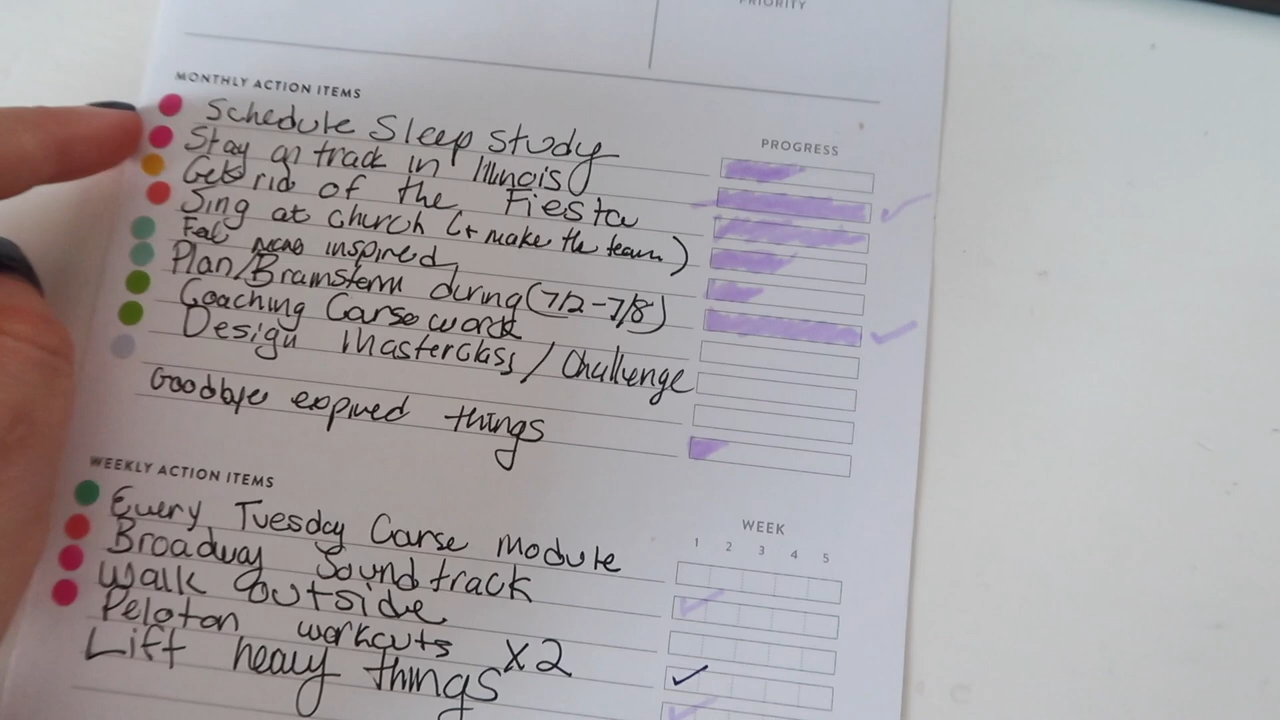 PRIORITY
MONTHLY ACTION ITEMS
PROGRESS
Schedule Sleep Study
Stay on track in Illinois
Get rid of the Fiesta
Sing at church (+ make the team)
inspired
Plan/Brainstorm during (7/2-7/8)
Coaching Corsework
Design Masterclass / Challenge
Goodbye expired things
WEEKLY ACTION ITEMS
WEEK
1 2 3 4 5
Every Tuesday Corse Module
Broadway Soundtrack
Walk outside
Peloton workouts x2
Lift heavy things